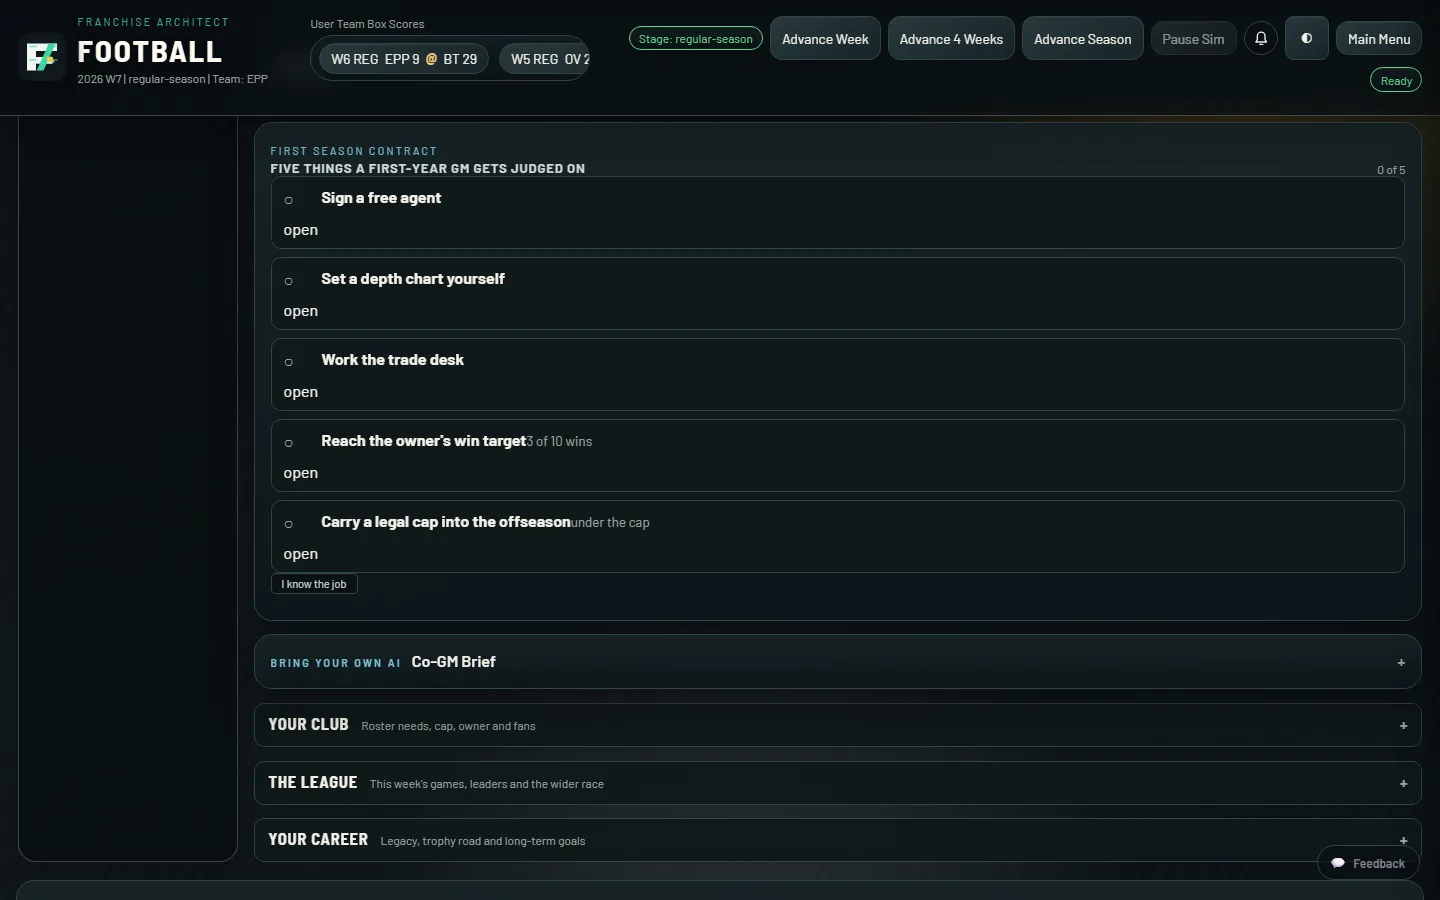 FRANCHISE ARCHITECT
FOOTBALL
2026 W7 | regular-season | Team: EPP
User Team Box Scores
W6 REG EPP 9 @ BT 29
W5 REG OV 2
Stage: regular-season
Advance Week
Advance 4 Weeks
Advance Season
Pause Sim
Main Menu
Ready
FIRST SEASON CONTRACT
FIVE THINGS A FIRST-YEAR GM GETS JUDGED ON
0 of 5
Sign a free agent
open
Set a depth chart yourself
open
Work the trade desk
open
Reach the owner's win target3 of 10 wins
open
Carry a legal cap into the offseasonunder the cap
open
I know the job
BRING YOUR OWN AI Co-GM Brief +
YOUR CLUB Roster needs, cap, owner and fans +
THE LEAGUE This week's games, leaders and the wider race +
YOUR CAREER Legacy, trophy road and long-term goals +
Feedback